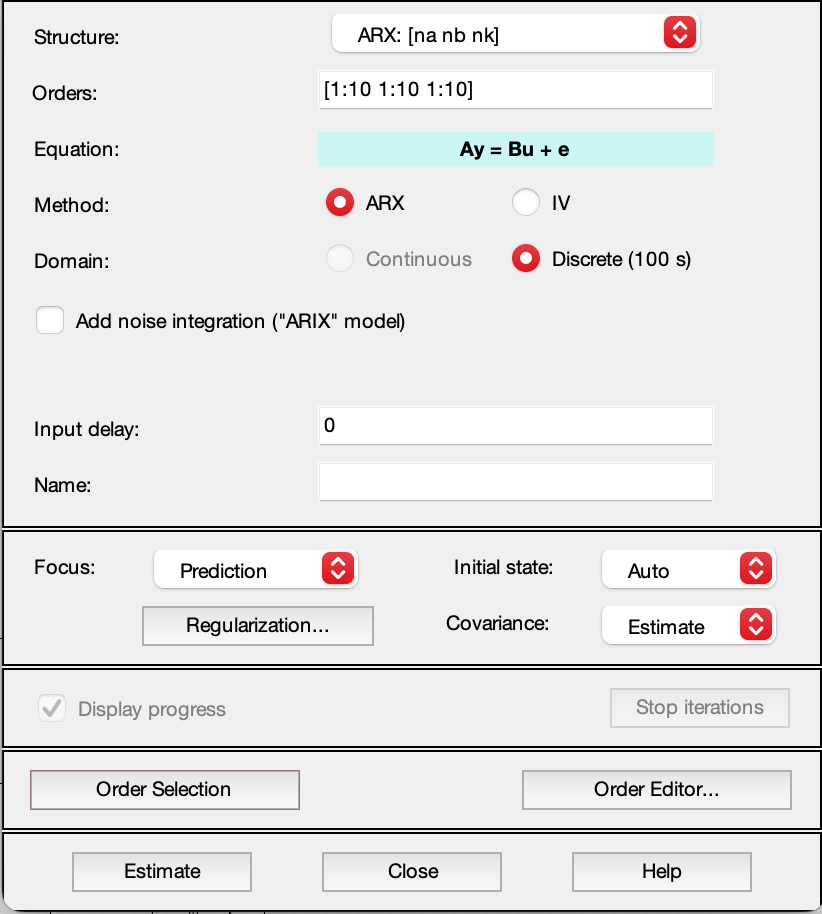 Structure: ARX: [na nb nk]
Orders: [1:10 1:10 1:10]
Equation: Ay = Bu + e
Method: ARX IV
Domain: Continuous Discrete (100 s)
Add noise integration ("ARIX" model)
Input delay: 0
Name:
Focus: Prediction Initial state: Auto
Regularization... Covariance: Estimate
Display progress Stop iterations
Order Selection Order Editor...
Estimate Close Help